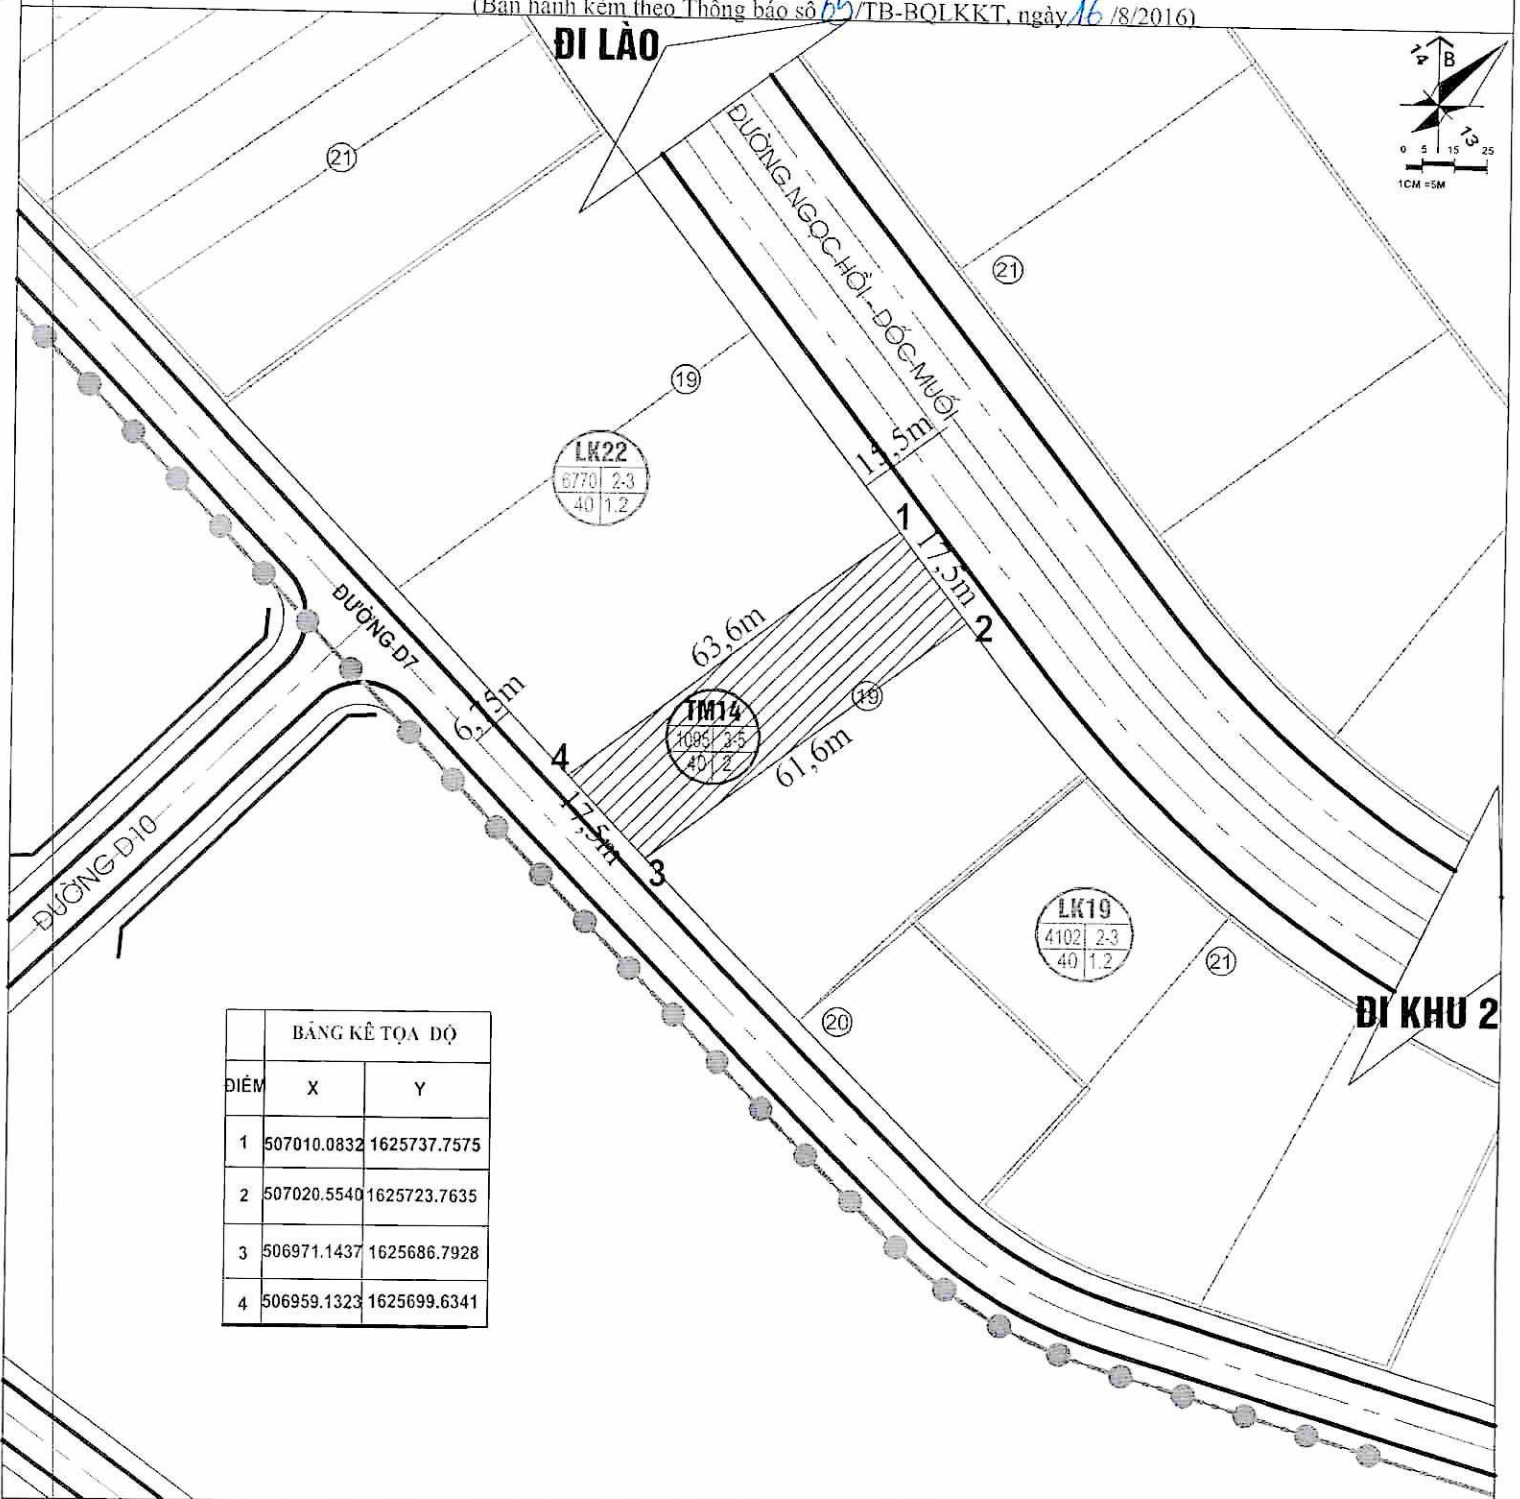 (Ban hành kèm theo Thông báo số /TB-BQLKKT, ngày 16 /8/2016)
ĐI LÀO
14
B
13
0 5 15 25
1CM =5M
21
ĐƯỜNG NGỌC HỒI - DỐC MUỐI
21
19
LK22
6770 2-3
40 1.2
,5m
1
17,5m
2
ĐƯỜNG D7
63,6m
19
TM14
1095 3-5
40 2
61,6m
4
17,5m
3
ĐƯỜNG D10
LK19
4102 2-3
40 1.2
21
20
ĐI KHU 2
BẢNG KÊ TỌA ĐỘ
ĐIỂM X Y
1 507010.0832 1625737.7575
2 507020.5540 1625723.7635
3 506971.1437 1625686.7928
4 506959.1323 1625699.6341